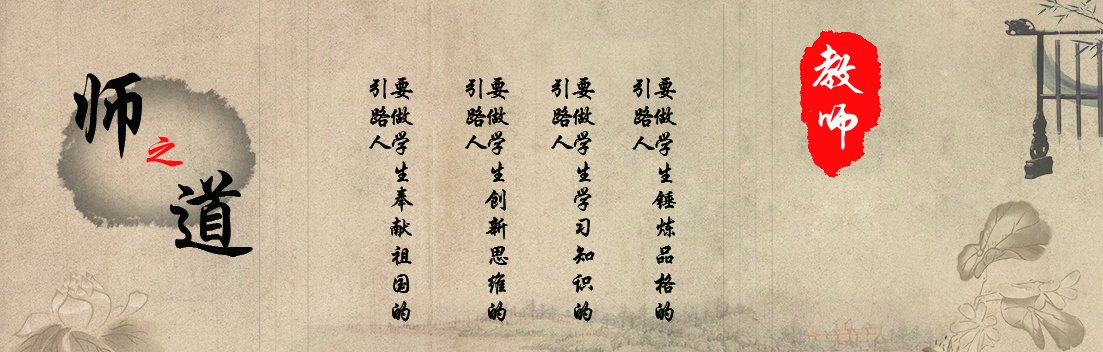 教师
要做学生锤炼品格的
引路人
要做学生学习知识的
引路人
要做学生创新思维的
引路人
要做学生奉献祖国的
引路人
师之道